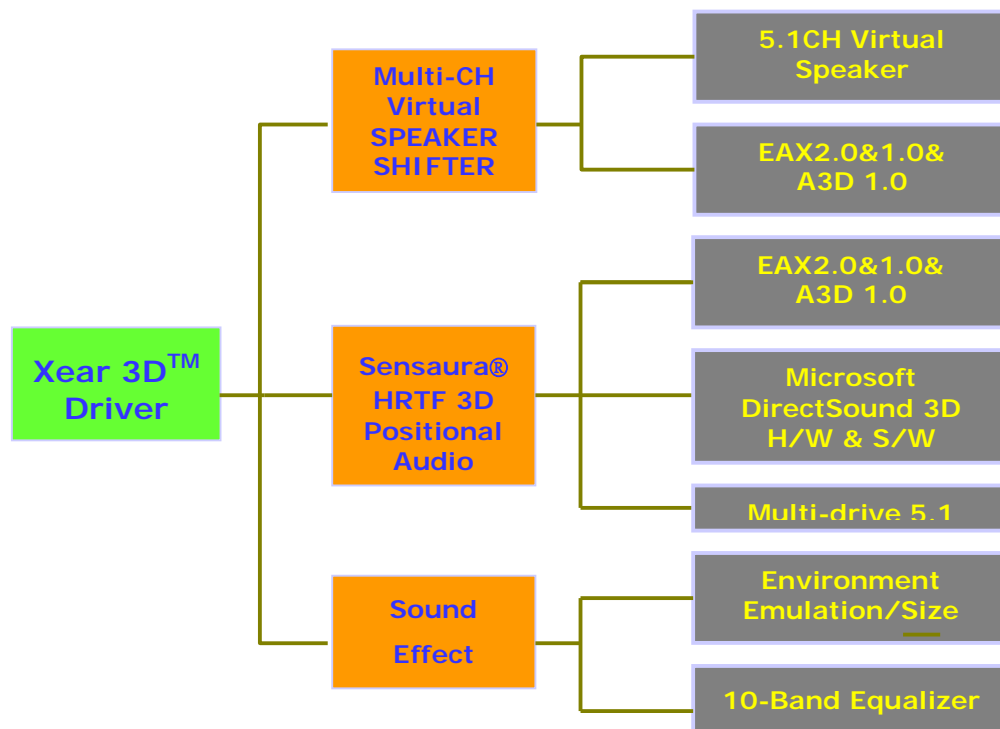 Xear 3D™
Driver
Multi-CH
Virtual
SPEAKER
SHIFTER
5.1CH Virtual
Speaker
EAX2.0&1.0&
A3D 1.0
Sensaura®
HRTF 3D
Positional
Audio
EAX2.0&1.0&
A3D 1.0
Microsoft
DirectSound 3D
H/W & S/W
Multi-drive 5.1
Sound
Effect
Environment
Emulation/Size
10-Band Equalizer